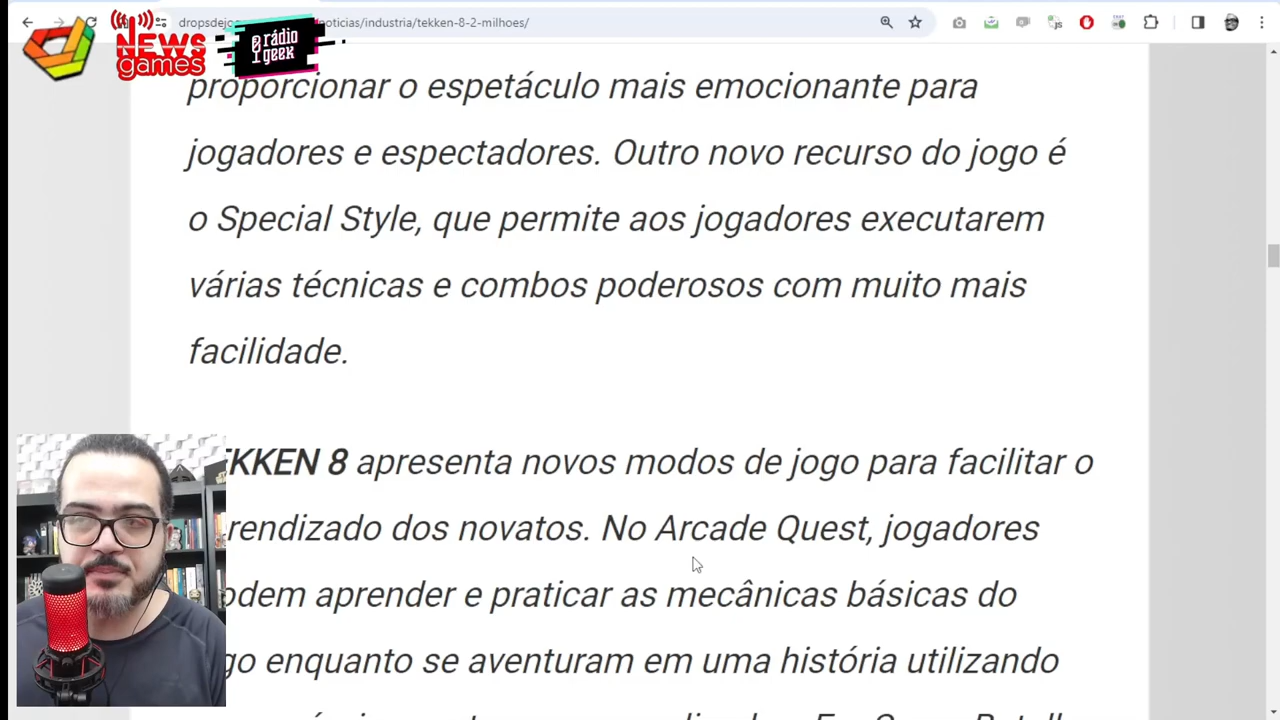 dropsdejo
noticias/industria/tekken-8-2-milhoes/
NEWS
games
rádio
geek
proporcionar o espetáculo mais emocionante para
jogadores e espectadores. Outro novo recurso do jogo é
o Special Style, que permite aos jogadores executarem
várias técnicas e combos poderosos com muito mais
facilidade.
EKKEN 8 apresenta novos modos de jogo para facilitar o
rendizado dos novatos. No Arcade Quest, jogadores
odem aprender e praticar as mecânicas básicas do
go enquanto se aventuram em uma história utilizando